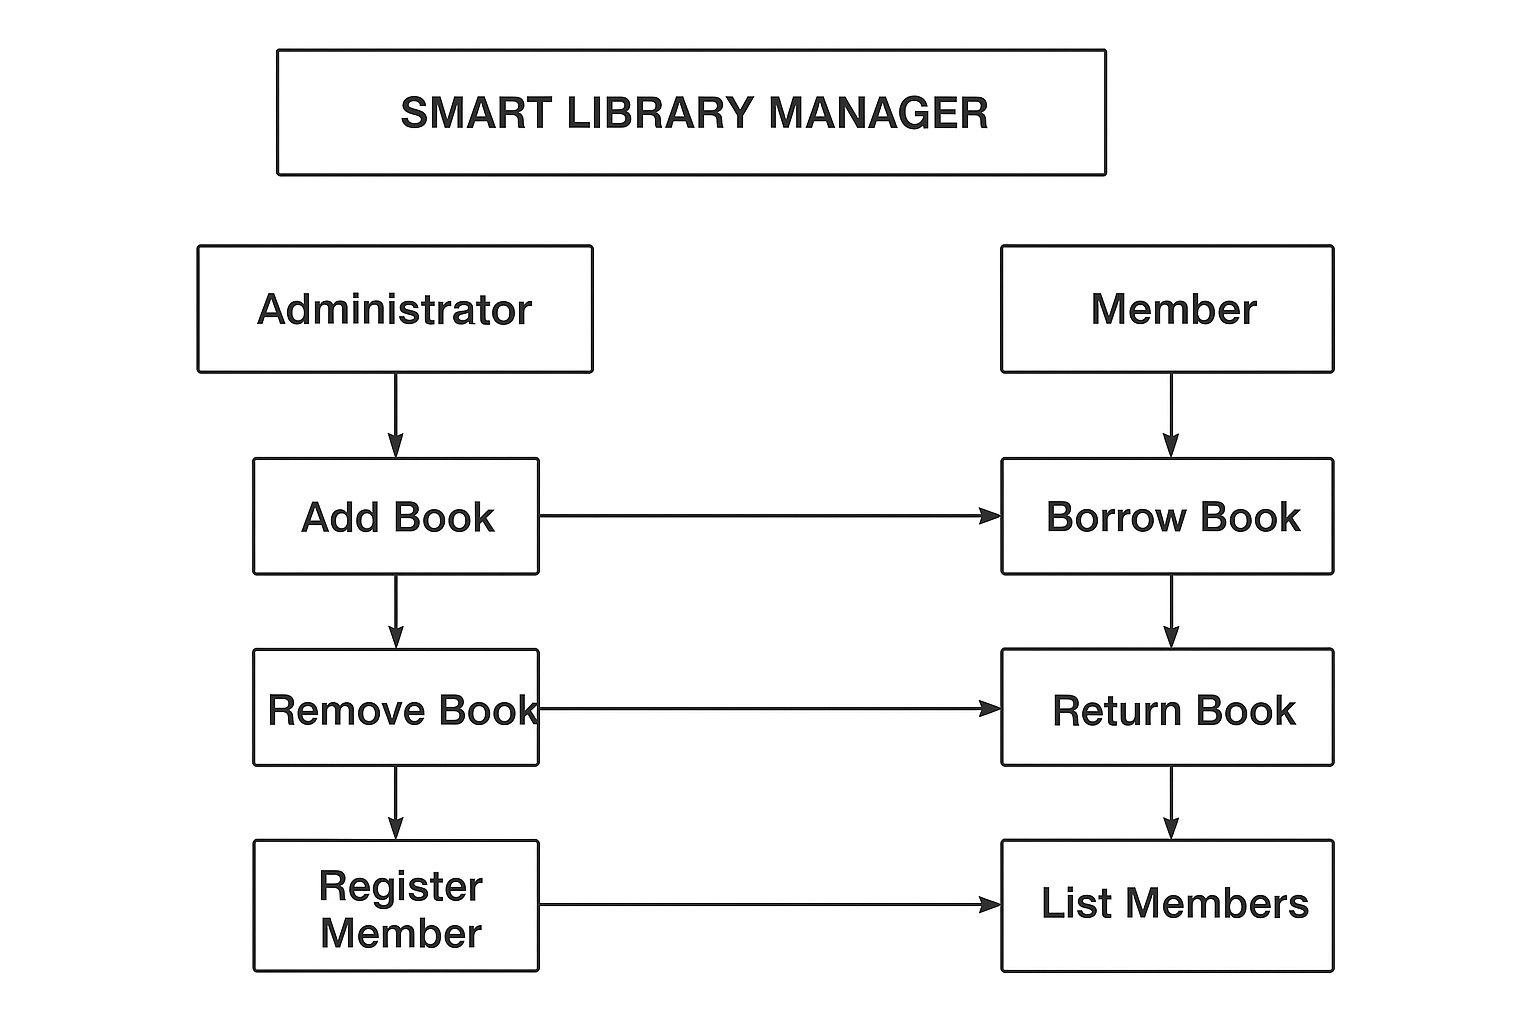 SMART LIBRARY MANAGER
Administrator
Member
Add Book
Borrow Book
Remove Book
Return Book
Register
Member
List Members